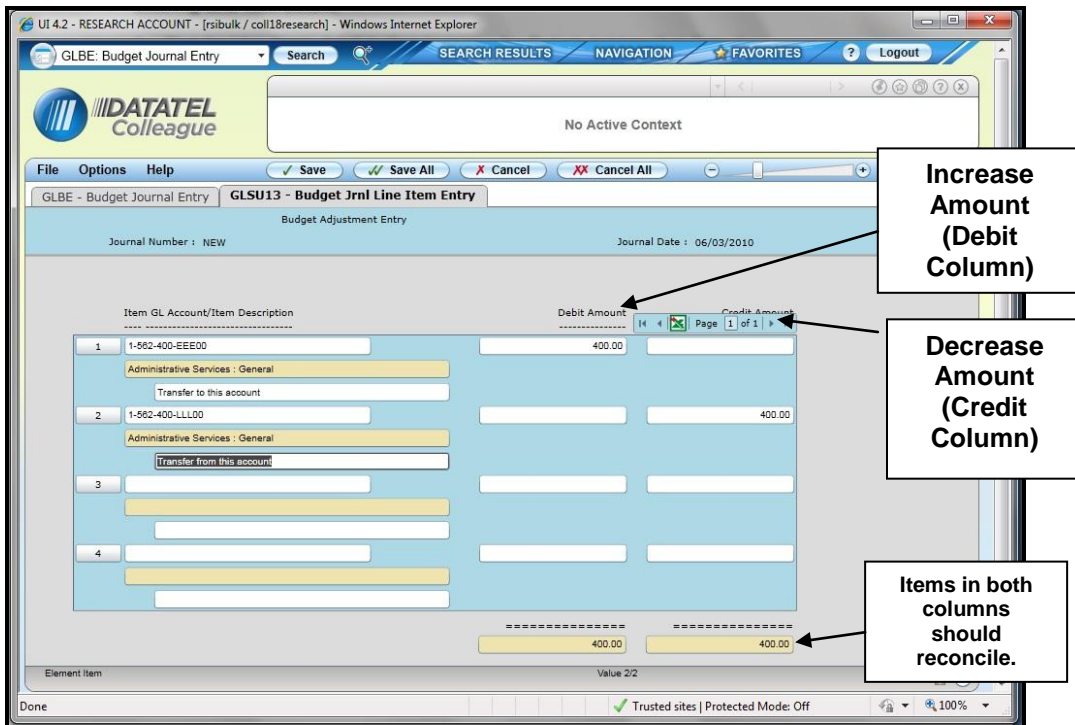 UI 4.2 - RESEARCH ACCOUNT - [rsibulk / coll18research] - Windows Internet Explorer
GLBE: Budget Journal Entry Search SEARCH RESULTS NAVIGATION FAVORITES ? Logout
DATATEL
Colleague
No Active Context
File Options Help Save Save All Cancel Cancel All
GLBE - Budget Journal Entry GLSU13 - Budget Jrnl Line Item Entry
Budget Adjustment Entry
Journal Number : NEW Journal Date : 06/03/2010
Increase
Amount
(Debit
Column)
Item GL Account/Item Description Debit Amount Credit Amount
---- ---------------------------------- ---------------
Page 1 of 1
1 1-562-400-EEE00 400.00
Administrative Services : General
Transfer to this account
2 1-562-400-LLL00 400.00
Administrative Services : General
Transfer from this account
3
4
Decrease
Amount
(Credit
Column)
=============== ===============
400.00 400.00
Items in both
columns
should
reconcile.
Element Item Value 2/2
Done Trusted sites | Protected Mode: Off 100%